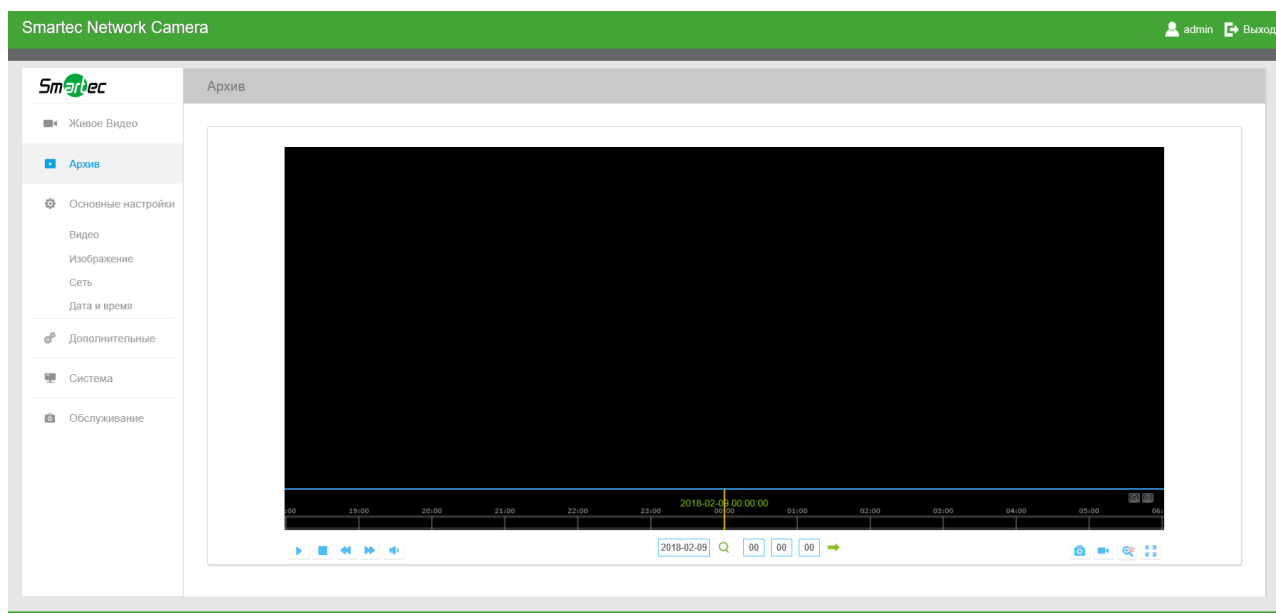 Smartec Network Camera
admin Выход
Smartec
Архив
Живое Видео
Архив
Основные настройки
Видео
Изображение
Сеть
Дата и время
Дополнительные
Система
Обслуживание
2018-02-09 00:00:00
:00 19:00 20:00 21:00 22:00 23:00 00:00 01:00 02:00 03:00 04:00 05:00 06:
2018-02-09 00 00 00